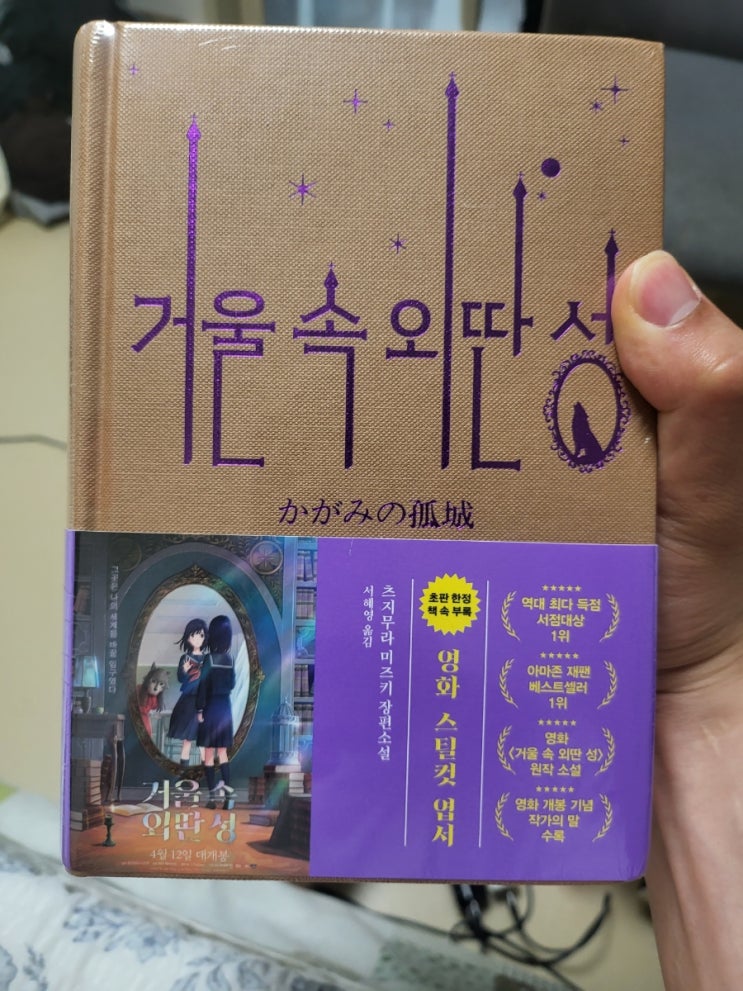 거울 속 외딴 성
かがみの孤城
그곳은 나의 세계를 바꿀 입구였다
거울 속
외딴 성
4월 12일 대개봉
츠지무라 미즈키 장편소설
서혜영 옮김
초판 한정
책 속 부록
영화 스틸컷 엽서
역대 최다 득점
서점대상
1위
아마존 재팬
베스트셀러
1위
영화
〈거울 속 외딴 성〉
원작 소설
영화 개봉 기념
작가의 말
수록